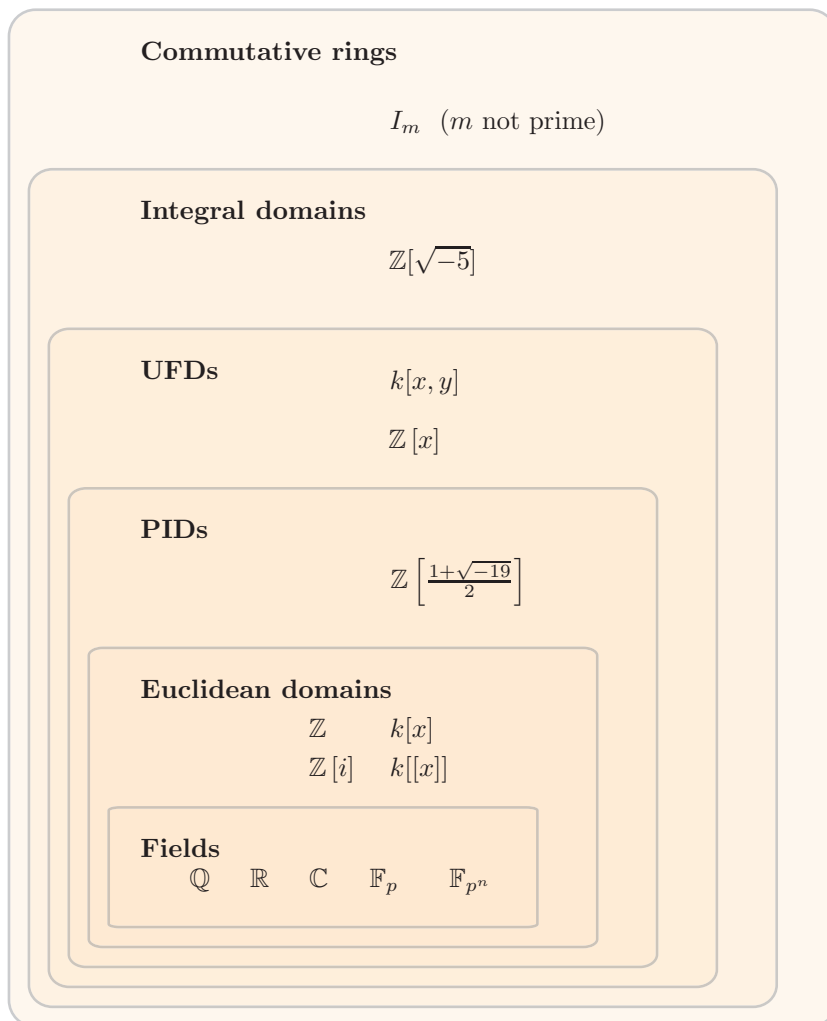 Commutative rings
I_m (m not prime)
Integral domains
ℤ[√−5]
UFDs
k[x, y]
ℤ [x]
PIDs
ℤ [(1+√−19)/2]
Euclidean domains
ℤ k[x]
ℤ [i] k[[x]]
Fields
ℚ ℝ ℂ 𝔽_p 𝔽_{p^n}